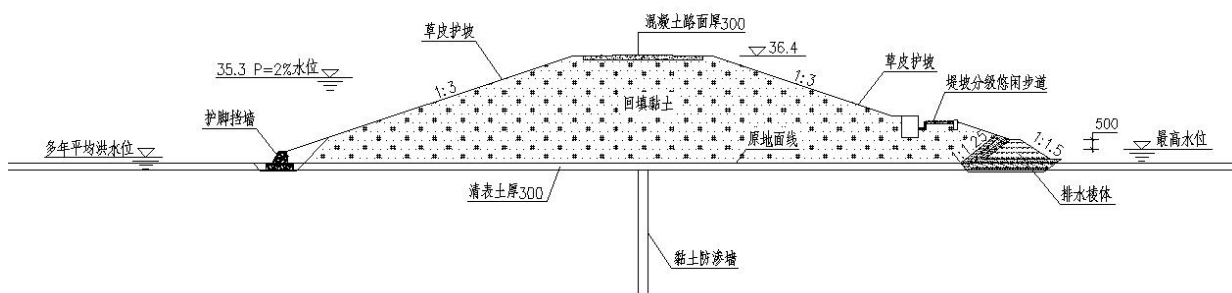 混凝土路面厚300
草皮护坡
36.4
35.3 P=2%水位
1:3
1:3
草皮护坡
堤坡分级悠闲步道
回填黏土
护脚挡墙
500
多年平均洪水位
原地面线
1:1.25
1:1.5
最高水位
清表土厚300
排水棱体
黏土防渗墙